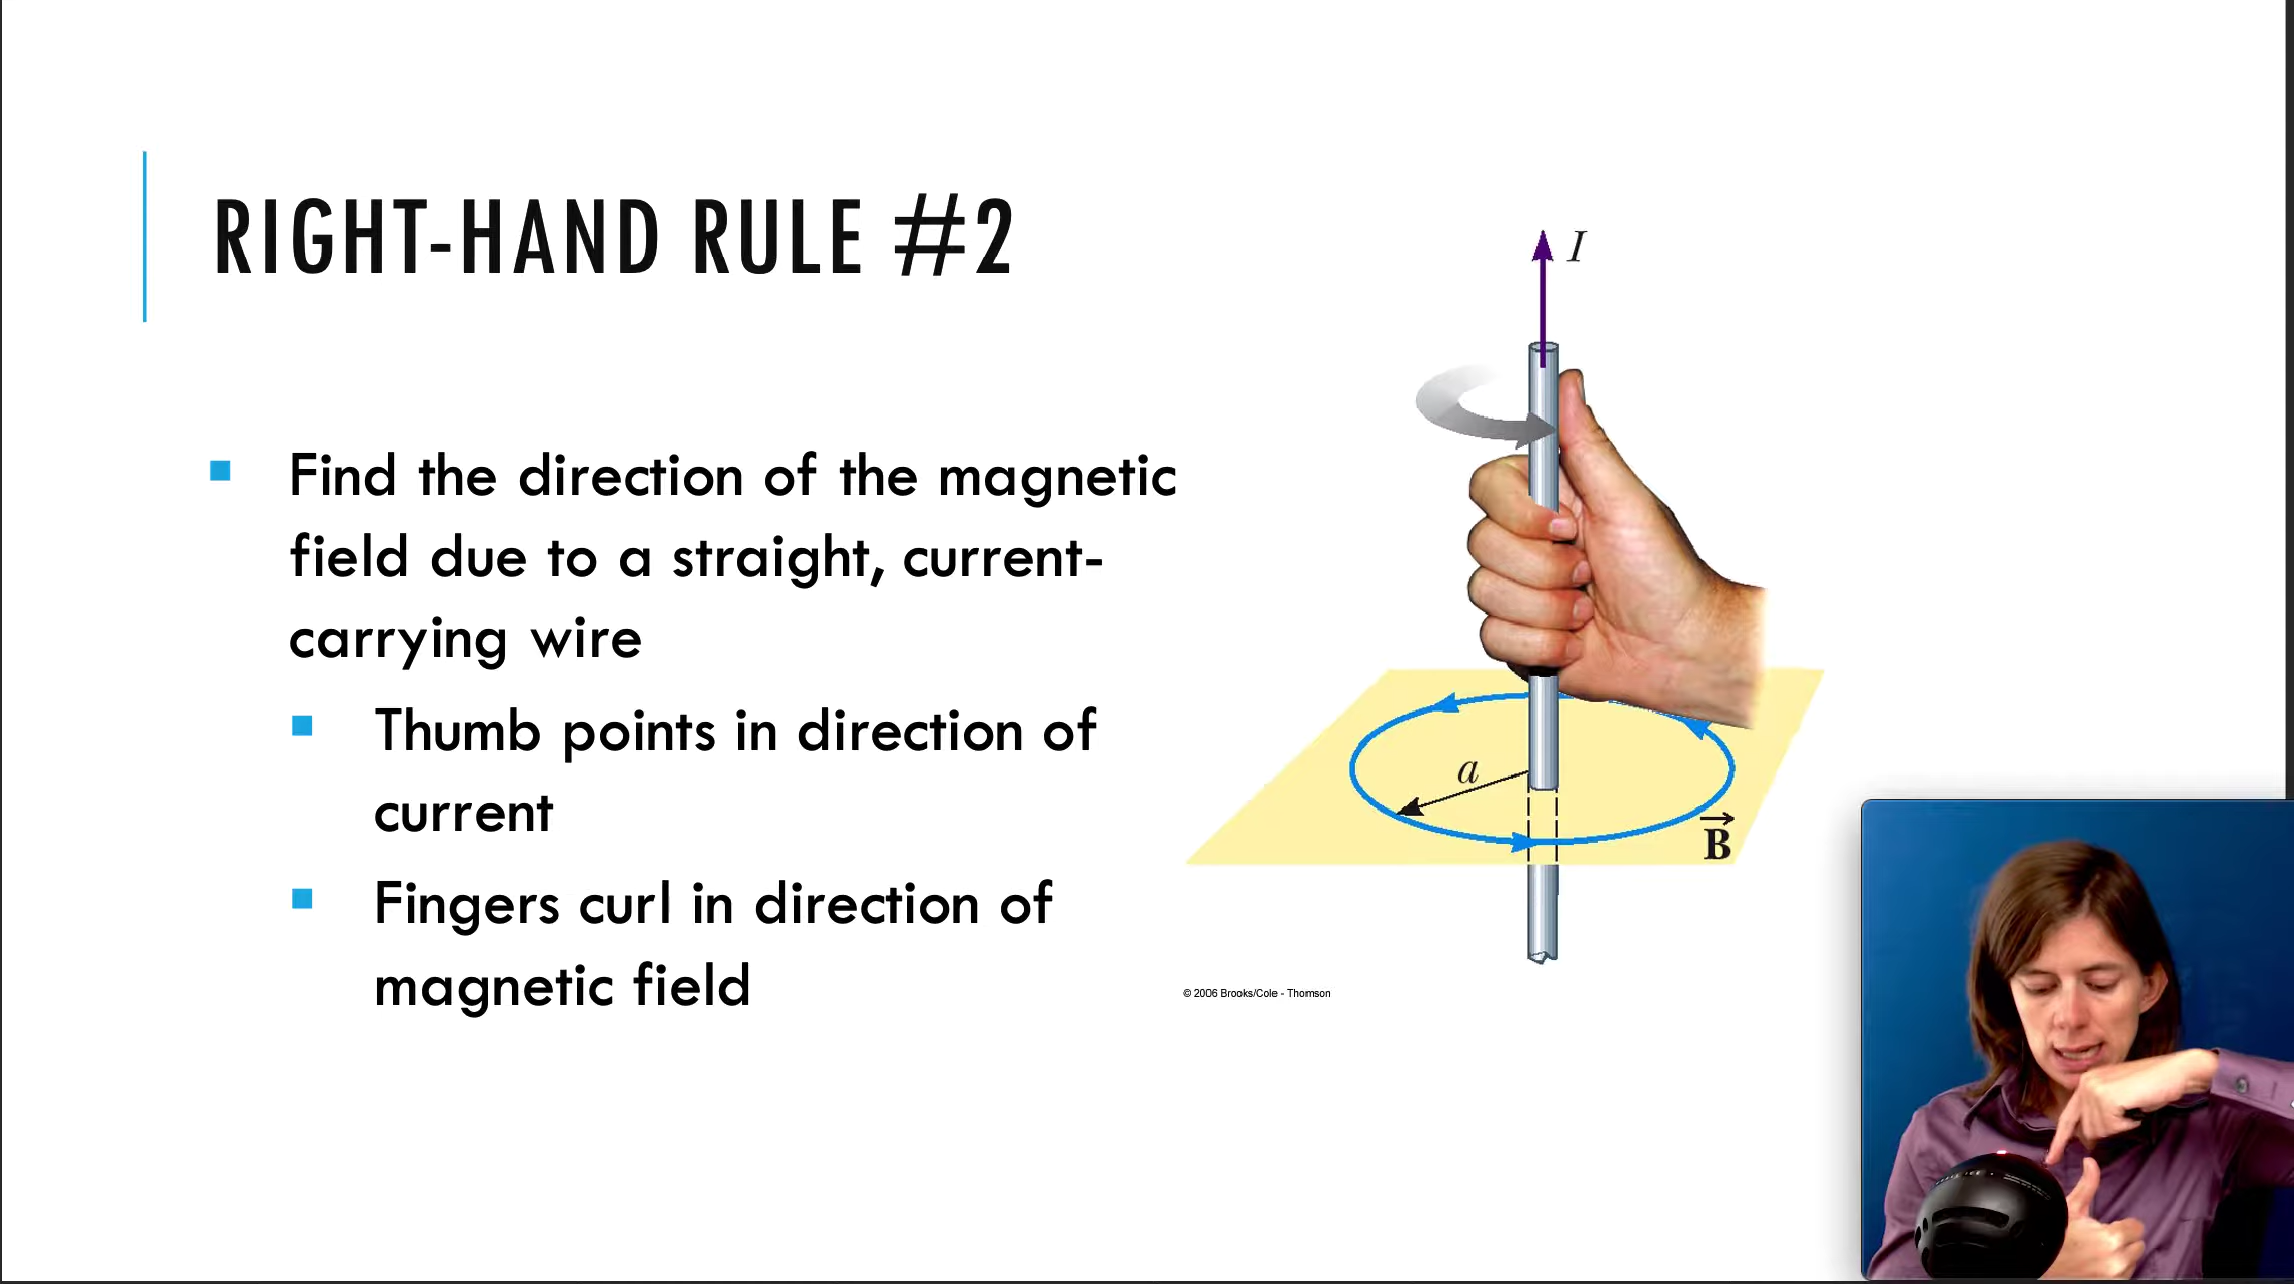 RIGHT-HAND RULE #2
Find the direction of the magnetic
field due to a straight, current-
carrying wire
Thumb points in direction of
current
Fingers curl in direction of
magnetic field
I
a
B
© 2006 Brooks/Cole - Thomson